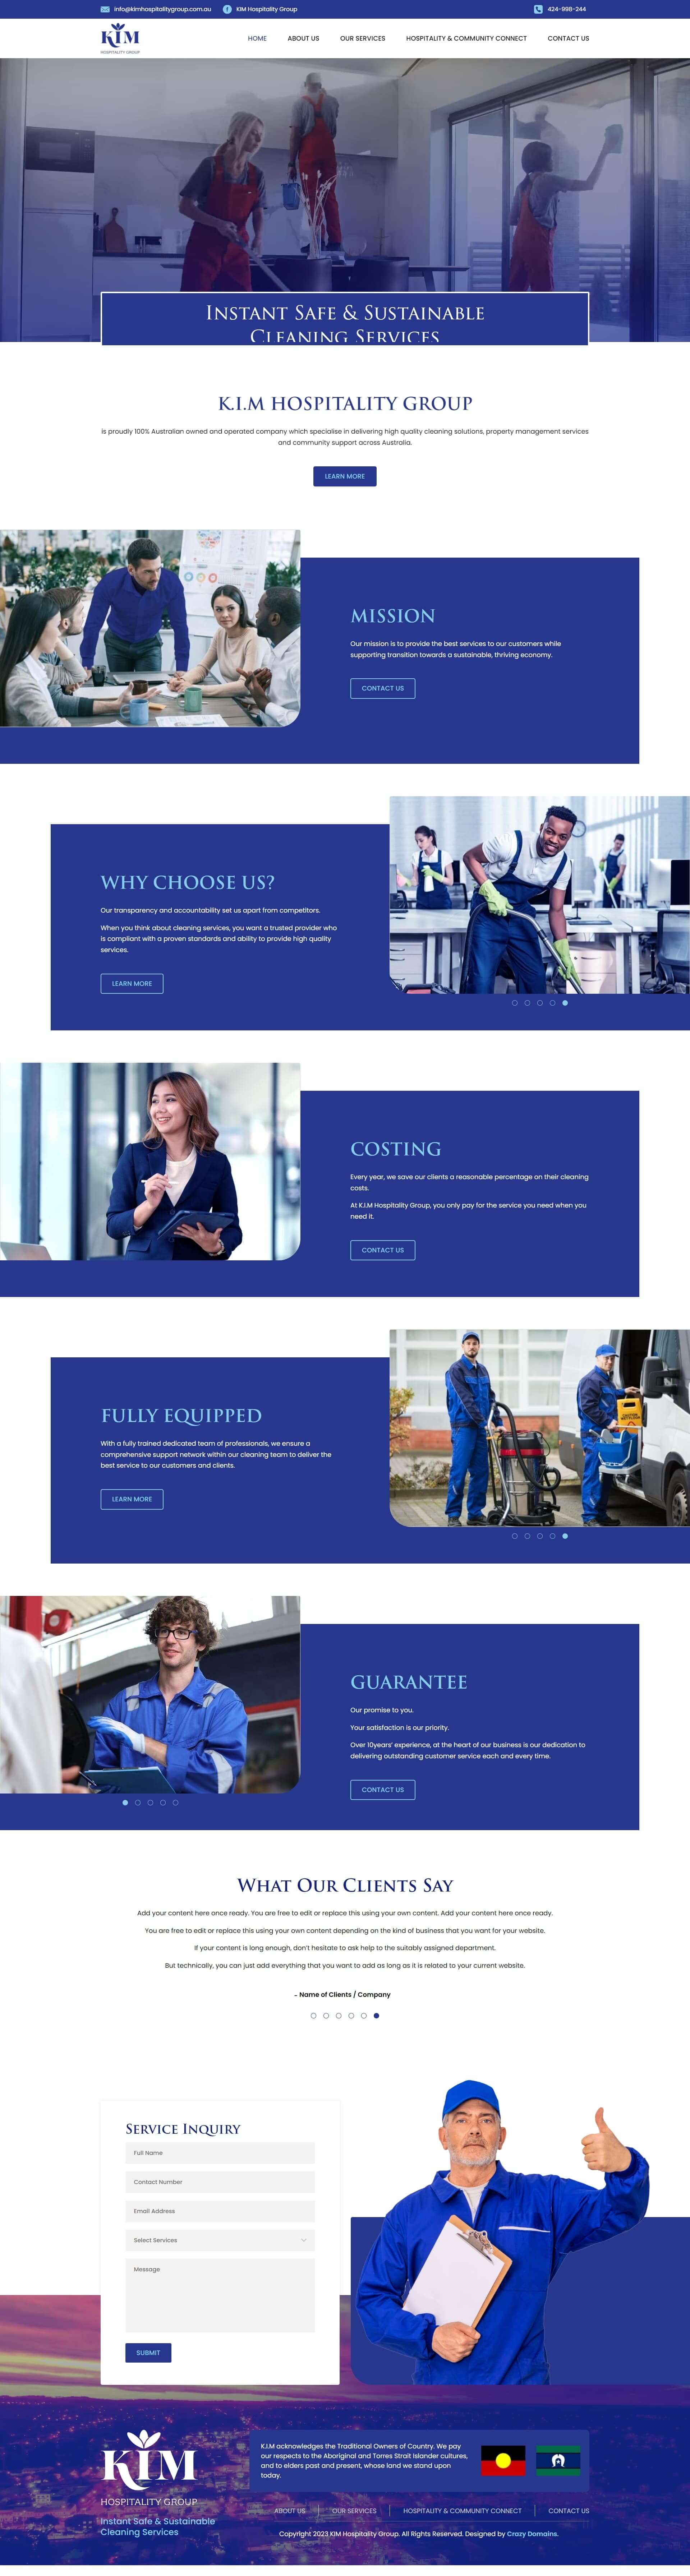 info@kimhospitalitygroup.com.au KIM Hospitality Group 424-998-244
KIM
HOSPITALITY GROUP
HOME ABOUT US OUR SERVICES HOSPITALITY & COMMUNITY CONNECT CONTACT US
INSTANT SAFE & SUSTAINABLE
CLEANING SERVICES
K.I.M HOSPITALITY GROUP
is proudly 100% Australian owned and operated company which specialise in delivering high quality cleaning solutions, property management services
and community support across Australia.
LEARN MORE
MISSION
Our mission is to provide the best services to our customers while
supporting transition towards a sustainable, thriving economy.
CONTACT US
WHY CHOOSE US?
Our transparency and accountability set us apart from competitors.
When you think about cleaning services, you want a trusted provider who
is compliant with a proven standards and ability to provide high quality
services.
LEARN MORE
COSTING
Every year, we save our clients a reasonable percentage on their cleaning
costs.
At K.I.M Hospitality Group, you only pay for the service you need when you
need it.
CONTACT US
FULLY EQUIPPED
With a fully trained dedicated team of professionals, we ensure a
comprehensive support network within our cleaning team to deliver the
best service to our customers and clients.
LEARN MORE
GUARANTEE
Our promise to you.
Your satisfaction is our priority.
Over 10years' experience, at the heart of our business is our dedication to
delivering outstanding customer service each and every time.
CONTACT US
WHAT OUR CLIENTS SAY
Add your content here once ready. You are free to edit or replace this using your own content. Add your content here once ready.
You are free to edit or replace this using your own content depending on the kind of business that you want for your website.
If your content is long enough, don't hesitate to ask help to the suitably assigned department.
But technically, you can just add everything that you want to add as long as it is related to your current website.
- Name of Clients / Company
SERVICE INQUIRY
Full Name
Contact Number
Email Address
Select Services
Message
SUBMIT
KIM
HOSPITALITY GROUP
Instant Safe & Sustainable
Cleaning Services
K.I.M acknowledges the Traditional Owners of Country. We pay
our respects to the Aboriginal and Torres Strait Islander cultures,
and to elders past and present, whose land we stand upon
today.
ABOUT US OUR SERVICES HOSPITALITY & COMMUNITY CONNECT CONTACT US
Copyright 2023 KIM Hospitality Group. All Rights Reserved. Designed by Crazy Domains.